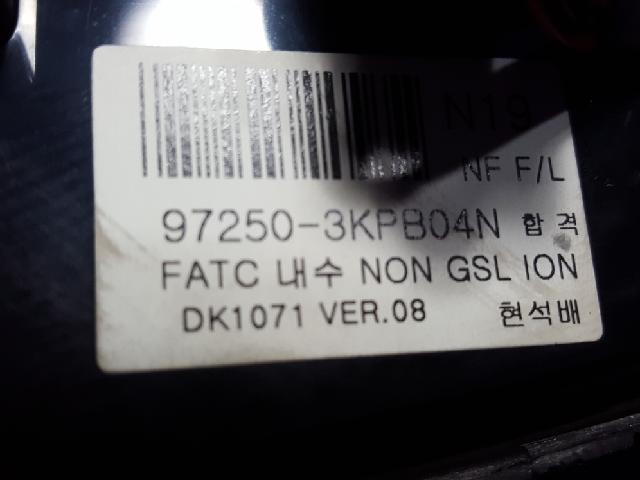 N19
NF F/L
97250-3KPB04N 합격
FATC 내수 NON GSL ION
DK1071 VER.08 현석배